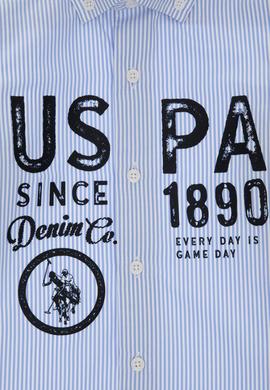 US PA
SINCE 1890
Denim Co.
EVERY DAY IS
GAME DAY